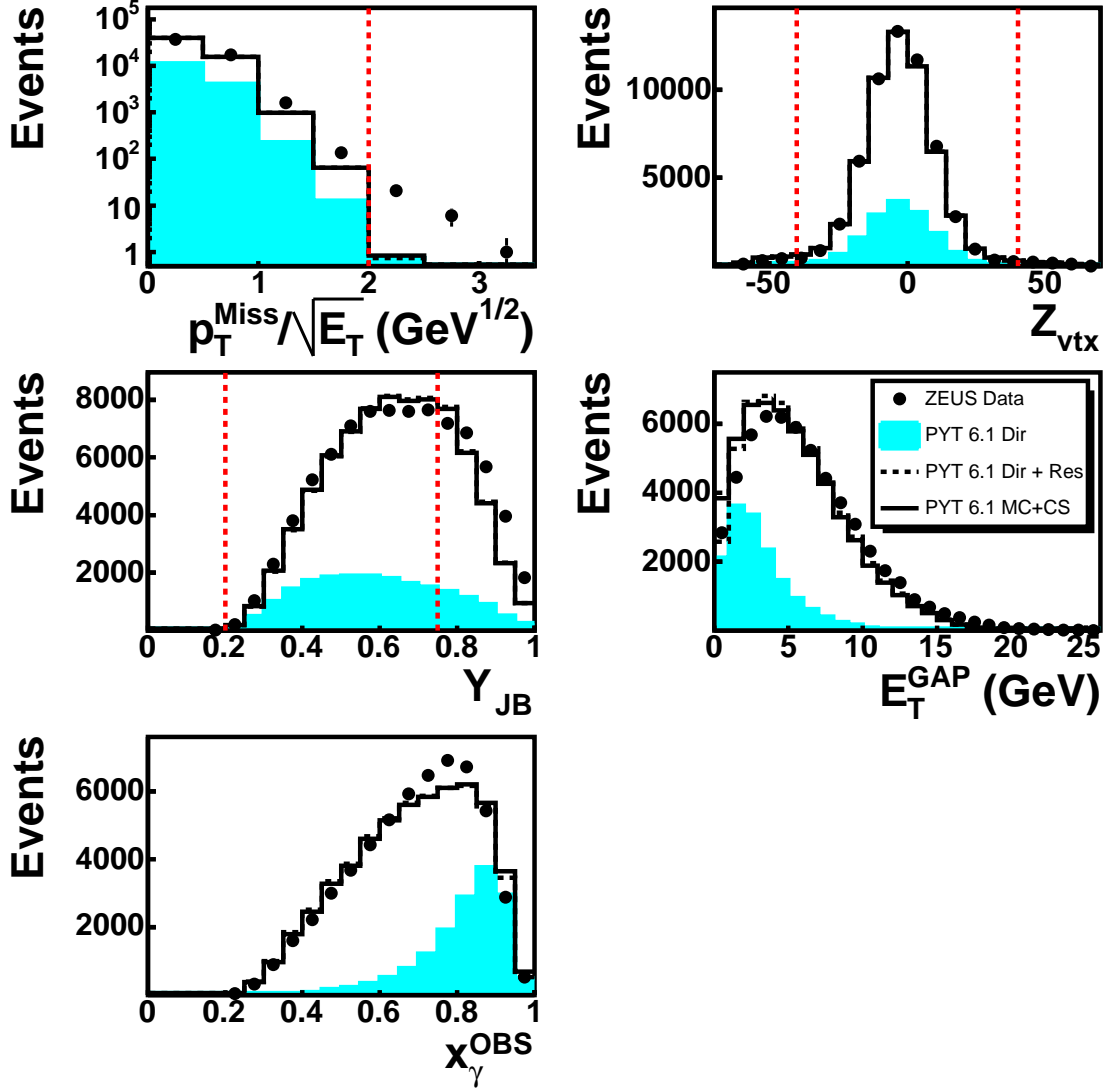 Events
10^5
10^4
10^3
10^2
10
1
0 1 2 3
p_T^Miss/√E_T (GeV^1/2)
Events
10000
5000
-50 0 50
Z_vtx
Events
8000
6000
4000
2000
0 0.2 0.4 0.6 0.8 1
Y_JB
Events
6000
4000
2000
0 5 10 15 20 25
E_T^GAP (GeV)
ZEUS Data
PYT 6.1 Dir
PYT 6.1 Dir + Res
PYT 6.1 MC+CS
Events
6000
4000
2000
0 0.2 0.4 0.6 0.8 1
x_γ^OBS